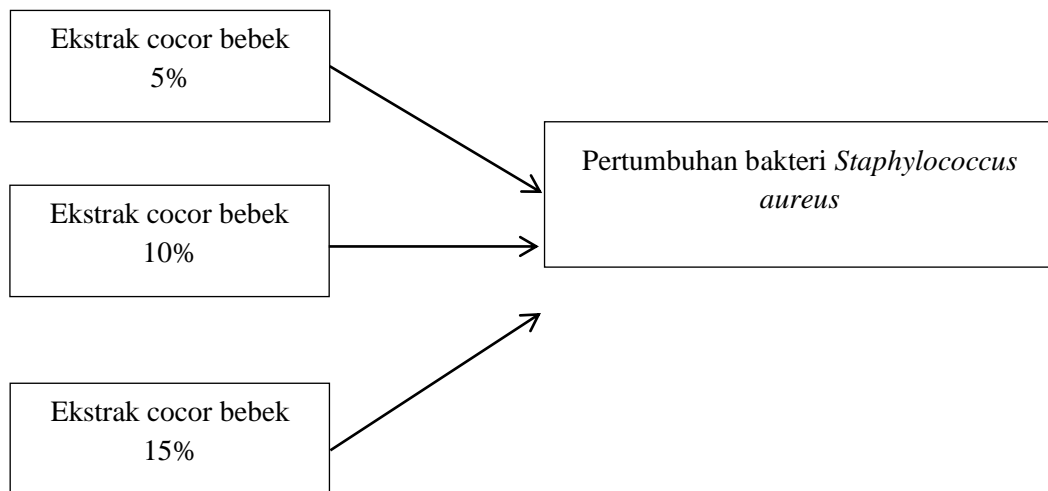 Ekstrak cocor bebek
5%
Pertumbuhan bakteri Staphylococcus
aureus
Ekstrak cocor bebek
10%
Ekstrak cocor bebek
15%